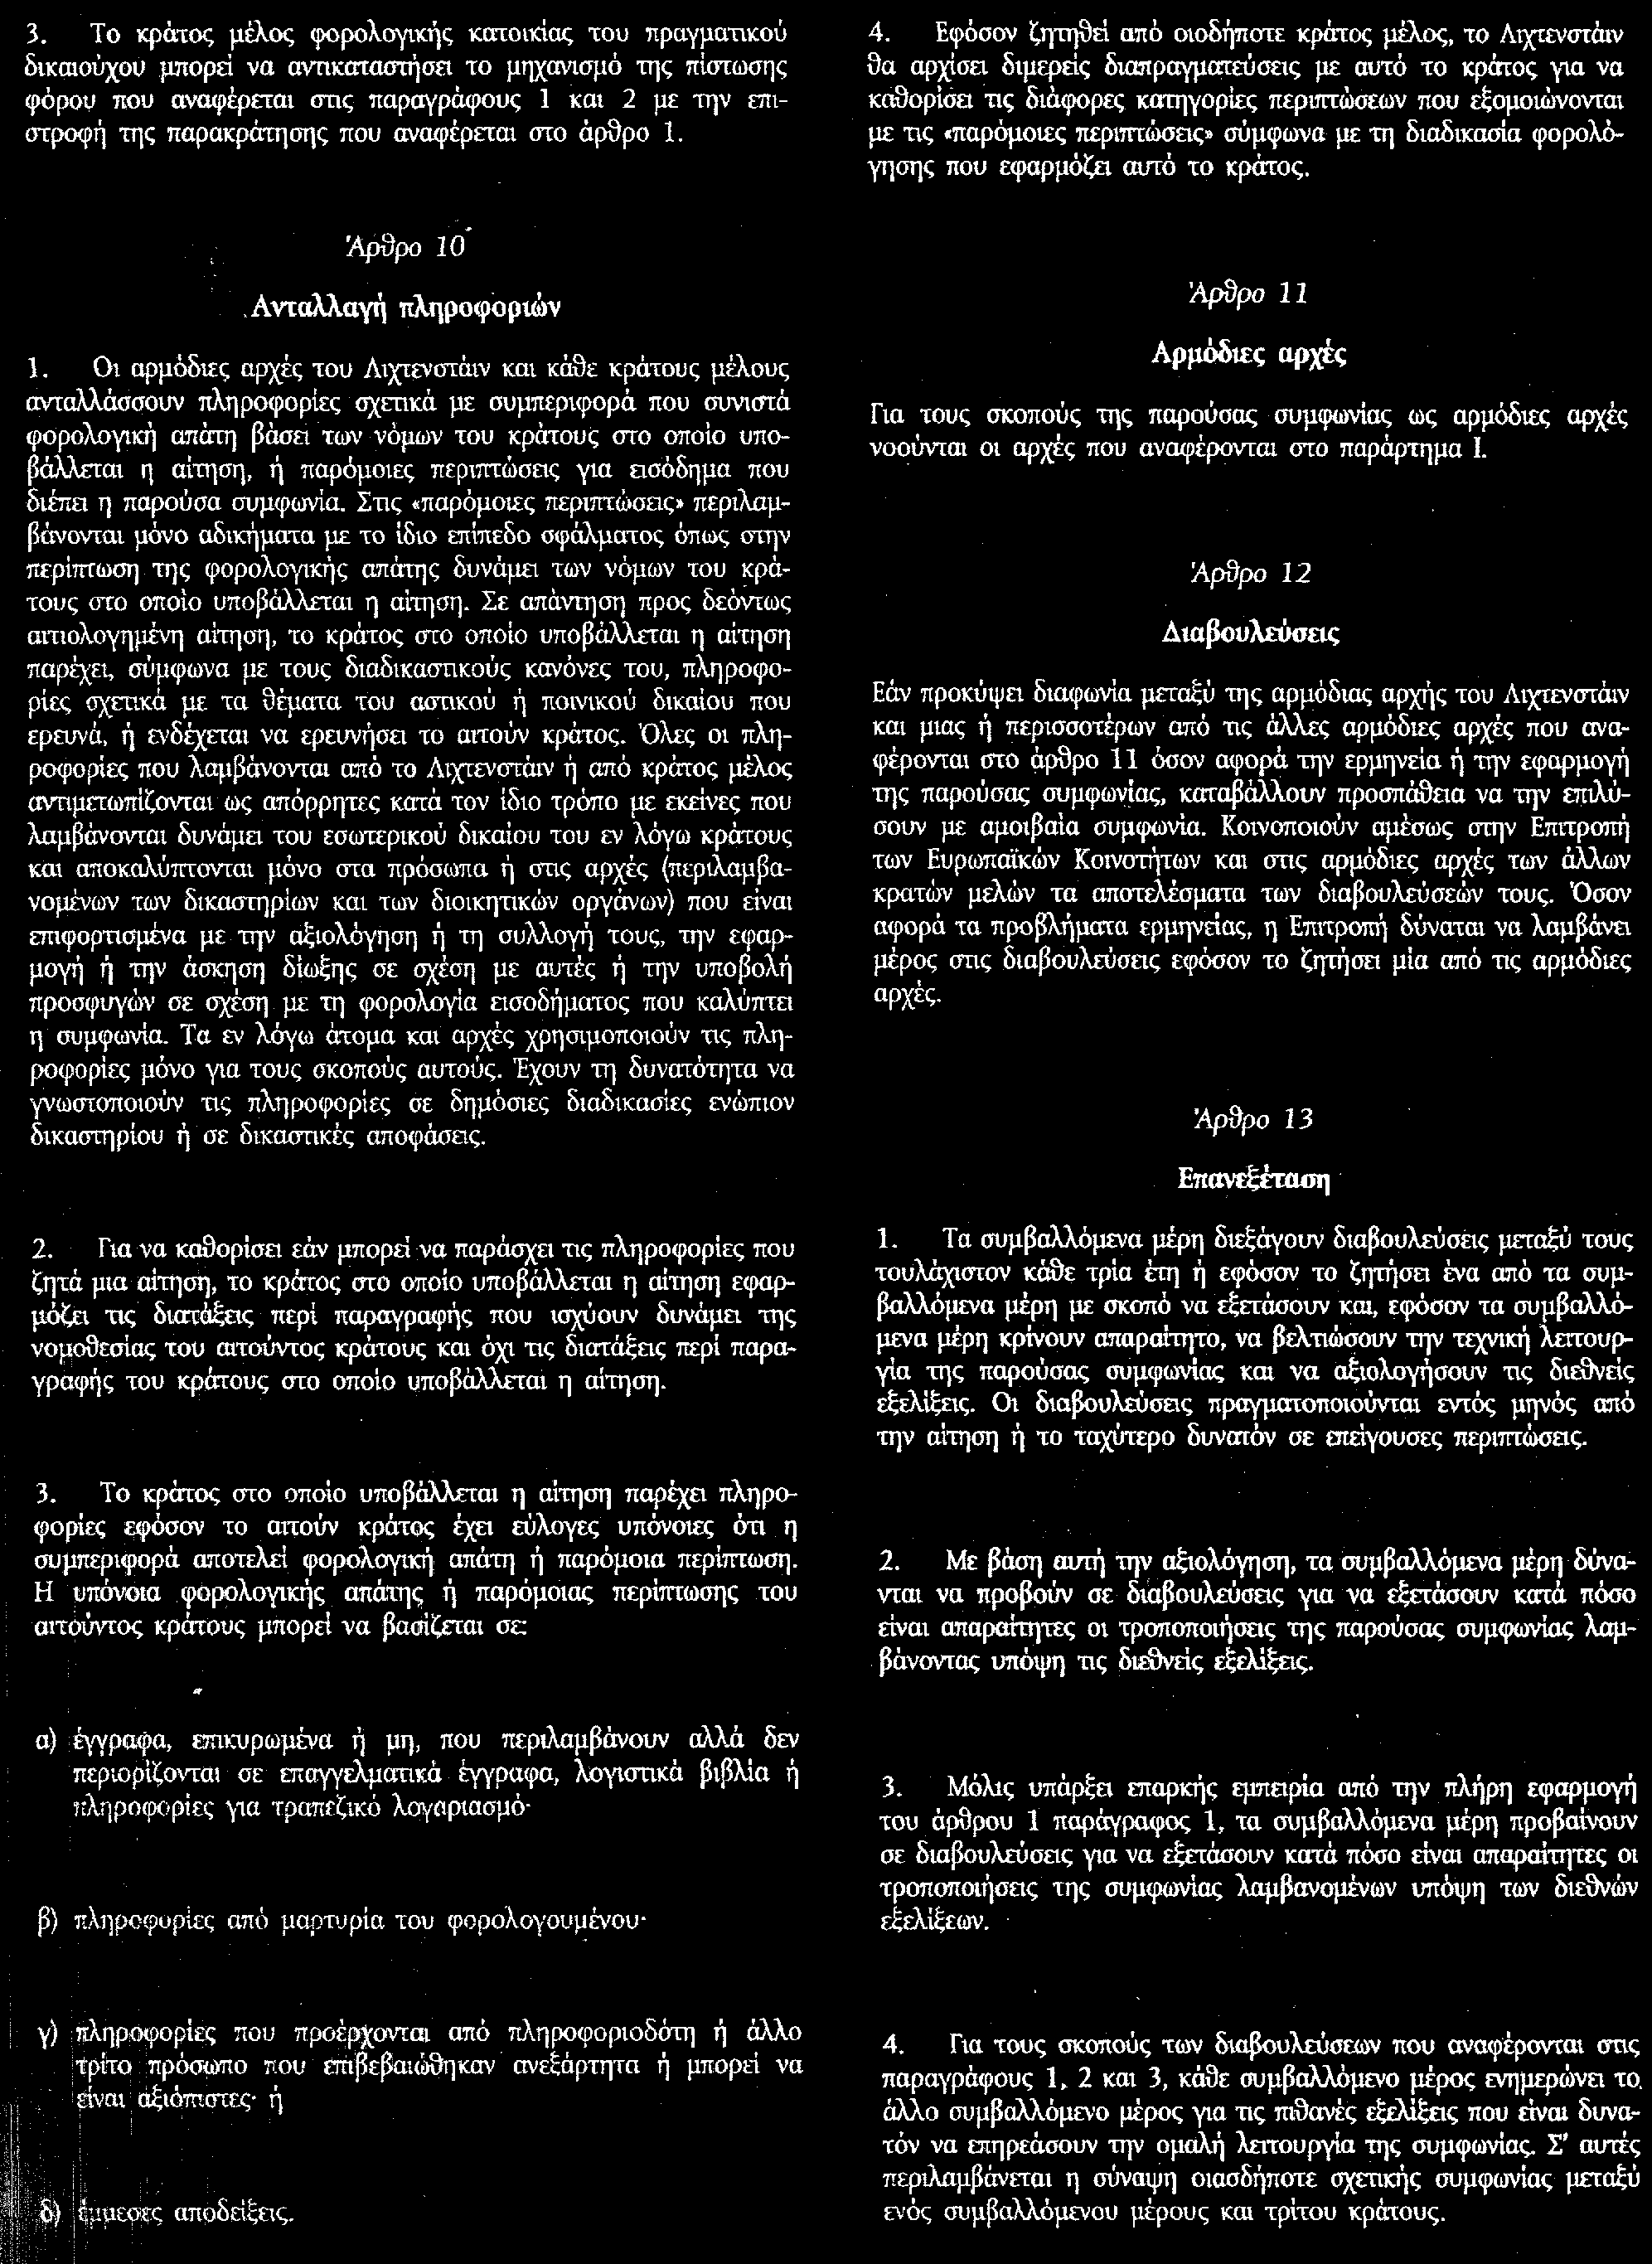 3. Το κράτος μέλος φορολογικής κατοικίας του πραγματικού
δικαιούχου μπορεί να αντικαταστήσει το μηχανισμό της πίστωσης
φόρου που αναφέρεται στις παραγράφους 1 και 2 με την επι-
στροφή της παρακράτησης που αναφέρεται στο άρθρο 1.
Άρθρο 10
Ανταλλαγή πληροφοριών
1. Οι αρμόδιες αρχές του Λιχτενστάιν και κάθε κράτους μέλους
ανταλλάσσουν πληροφορίες σχετικά με συμπεριφορά που συνιστά
φορολογική απάτη βάσει των νόμων του κράτους στο οποίο υπο-
βάλλεται η αίτηση, ή παρόμοιες περιπτώσεις για εισόδημα που
διέπει η παρούσα συμφωνία. Στις «παρόμοιες περιπτώσεις» περιλαμ-
βάνονται μόνο αδικήματα με το ίδιο επίπεδο σφάλματος όπως στην
περίπτωση της φορολογικής απάτης δυνάμει των νόμων του κρά-
τους στο οποίο υποβάλλεται η αίτηση. Σε απάντηση προς δεόντως
αιτιολογημένη αίτηση, το κράτος στο οποίο υποβάλλεται η αίτηση
παρέχει, σύμφωνα με τους διαδικαστικούς κανόνες του, πληροφο-
ρίες σχετικά με τα θέματα του αστικού ή ποινικού δικαίου που
ερευνά, ή ενδέχεται να ερευνήσει το αιτούν κράτος. Όλες οι πλη-
ροφορίες που λαμβάνονται από το Λιχτενστάιν ή από κράτος μέλος
αντιμετωπίζονται ως απόρρητες κατά τον ίδιο τρόπο με εκείνες που
λαμβάνονται δυνάμει του εσωτερικού δικαίου του εν λόγω κράτους
και αποκαλύπτονται μόνο στα πρόσωπα ή στις αρχές (περιλαμβα-
νομένων των δικαστηρίων και των διοικητικών οργάνων) που είναι
επιφορτισμένα με την αξιολόγηση ή τη συλλογή τους, την εφαρ-
μογή ή την άσκηση δίωξης σε σχέση με αυτές ή την υποβολή
προσφυγών σε σχέση με τη φορολογία εισοδήματος που καλύπτει
η συμφωνία. Τα εν λόγω άτομα και αρχές χρησιμοποιούν τις πλη-
ροφορίες μόνο για τους σκοπούς αυτούς. Έχουν τη δυνατότητα να
γνωστοποιούν τις πληροφορίες σε δημόσιες διαδικασίες ενώπιον
δικαστηρίου ή σε δικαστικές αποφάσεις.
2. Για να καθορίσει εάν μπορεί να παράσχει τις πληροφορίες που
ζητά μια αίτηση, το κράτος στο οποίο υποβάλλεται η αίτηση εφαρ-
μόζει τις διατάξεις περί παραγραφής που ισχύουν δυνάμει της
νομοθεσίας του αιτούντος κράτους και όχι τις διατάξεις περί παρα-
γραφής του κράτους στο οποίο υποβάλλεται η αίτηση.
3. Το κράτος στο οποίο υποβάλλεται η αίτηση παρέχει πληρο-
φορίες εφόσον το αιτούν κράτος έχει εύλογες υπόνοιες ότι η
συμπεριφορά αποτελεί φορολογική απάτη ή παρόμοια περίπτωση.
Η υπόνοια φορολογικής απάτης ή παρόμοιας περίπτωσης του
αιτούντος κράτους μπορεί να βασίζεται σε:
α) έγγραφα, επικυρωμένα ή μη, που περιλαμβάνουν αλλά δεν
περιορίζονται σε επαγγελματικά έγγραφα, λογιστικά βιβλία ή
πληροφορίες για τραπεζικό λογαριασμό·
β) πληροφορίες από μαρτυρία του φορολογουμένου·
γ) πληροφορίες που προέρχονται από πληροφοριοδότη ή άλλο
τρίτο πρόσωπο που επιβεβαιώθηκαν ανεξάρτητα ή μπορεί να
είναι αξιόπιστες· ή
δ) έμμεσες αποδείξεις.
4. Εφόσον ζητηθεί από οιοδήποτε κράτος μέλος, το Λιχτενστάιν
θα αρχίσει διμερείς διαπραγματεύσεις με αυτό το κράτος για να
καθορίσει τις διάφορες κατηγορίες περιπτώσεων που εξομοιώνονται
με τις «παρόμοιες περιπτώσεις» σύμφωνα με τη διαδικασία φορολό-
γησης που εφαρμόζει αυτό το κράτος.
Άρθρο 11
Αρμόδιες αρχές
Για τους σκοπούς της παρούσας συμφωνίας ως αρμόδιες αρχές
νοούνται οι αρχές που αναφέρονται στο παράρτημα Ι.
Άρθρο 12
Διαβουλεύσεις
Εάν προκύψει διαφωνία μεταξύ της αρμόδιας αρχής του Λιχτενστάιν
και μιας ή περισσοτέρων από τις άλλες αρμόδιες αρχές που ανα-
φέρονται στο άρθρο 11 όσον αφορά την ερμηνεία ή την εφαρμογή
της παρούσας συμφωνίας, καταβάλλουν προσπάθεια να την επιλύ-
σουν με αμοιβαία συμφωνία. Κοινοποιούν αμέσως στην Επιτροπή
των Ευρωπαϊκών Κοινοτήτων και στις αρμόδιες αρχές των άλλων
κρατών μελών τα αποτελέσματα των διαβουλεύσεών τους. Όσον
αφορά τα προβλήματα ερμηνείας, η Επιτροπή δύναται να λαμβάνει
μέρος στις διαβουλεύσεις εφόσον το ζητήσει μία από τις αρμόδιες
αρχές.
Άρθρο 13
Επανεξέταση
1. Τα συμβαλλόμενα μέρη διεξάγουν διαβουλεύσεις μεταξύ τους
τουλάχιστον κάθε τρία έτη ή εφόσον το ζητήσει ένα από τα συμ-
βαλλόμενα μέρη με σκοπό να εξετάσουν και, εφόσον τα συμβαλλό-
μενα μέρη κρίνουν απαραίτητο, να βελτιώσουν την τεχνική λειτουρ-
γία της παρούσας συμφωνίας και να αξιολογήσουν τις διεθνείς
εξελίξεις. Οι διαβουλεύσεις πραγματοποιούνται εντός μηνός από
την αίτηση ή το ταχύτερο δυνατόν σε επείγουσες περιπτώσεις.
2. Με βάση αυτή την αξιολόγηση, τα συμβαλλόμενα μέρη δύνα-
νται να προβούν σε διαβουλεύσεις για να εξετάσουν κατά πόσο
είναι απαραίτητες οι τροποποιήσεις της παρούσας συμφωνίας λαμ-
βάνοντας υπόψη τις διεθνείς εξελίξεις.
3. Μόλις υπάρξει επαρκής εμπειρία από την πλήρη εφαρμογή
του άρθρου 1 παράγραφος 1, τα συμβαλλόμενα μέρη προβαίνουν
σε διαβουλεύσεις για να εξετάσουν κατά πόσο είναι απαραίτητες οι
τροποποιήσεις της συμφωνίας λαμβανομένων υπόψη των διεθνών
εξελίξεων.
4. Για τους σκοπούς των διαβουλεύσεων που αναφέρονται στις
παραγράφους 1, 2 και 3, κάθε συμβαλλόμενο μέρος ενημερώνει το
άλλο συμβαλλόμενο μέρος για τις πιθανές εξελίξεις που είναι δυνα-
τόν να επηρεάσουν την ομαλή λειτουργία της συμφωνίας. Σ' αυτές
περιλαμβάνεται η σύναψη οιασδήποτε σχετικής συμφωνίας μεταξύ
ενός συμβαλλόμενου μέρους και τρίτου κράτους.